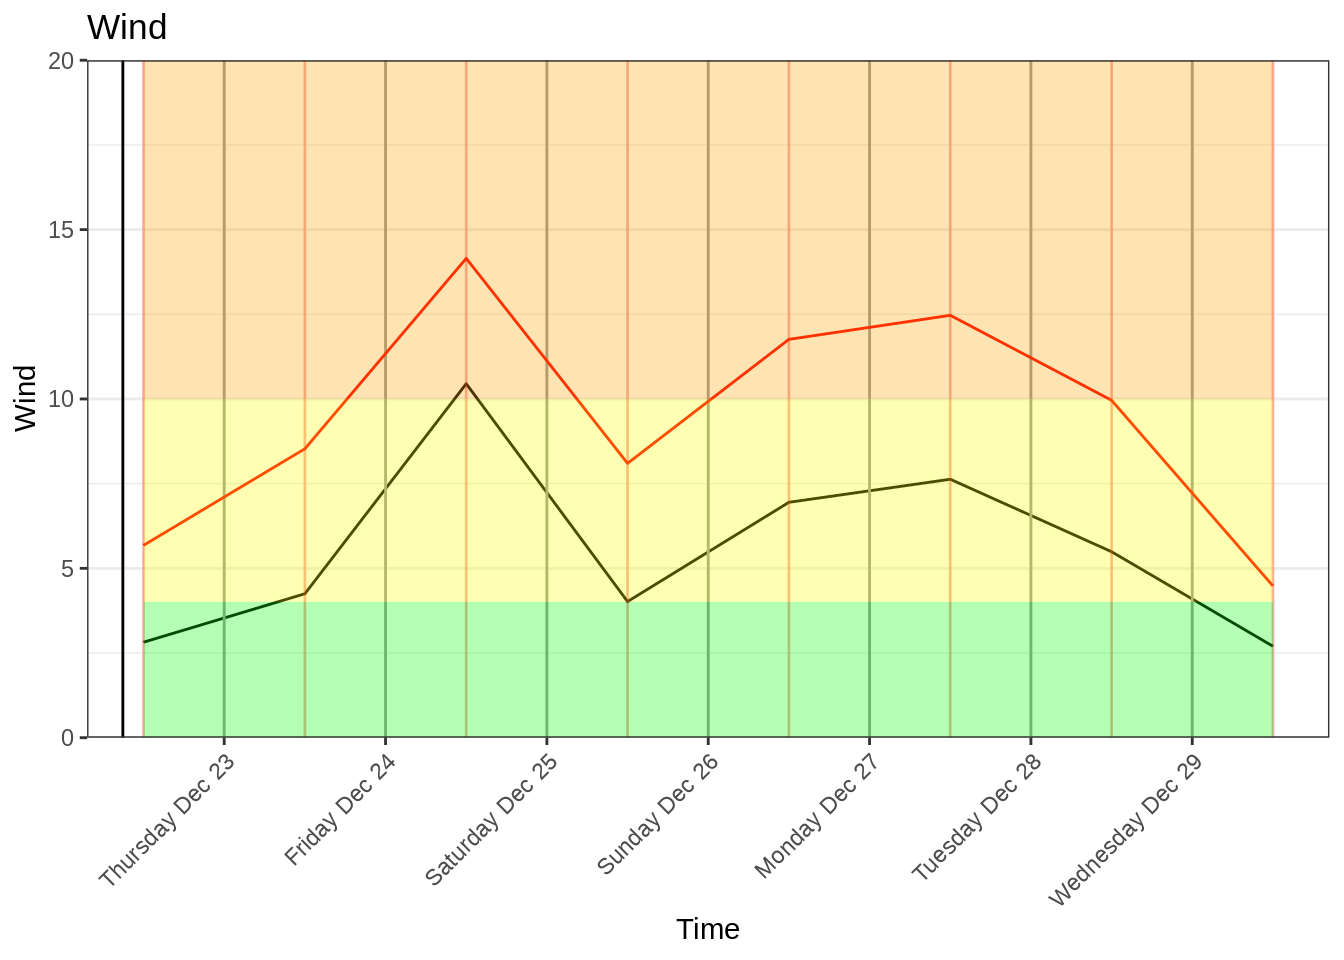 Wind
20
15
10
5
0
Wind
Thursday Dec 23
Friday Dec 24
Saturday Dec 25
Sunday Dec 26
Monday Dec 27
Tuesday Dec 28
Wednesday Dec 29
Time